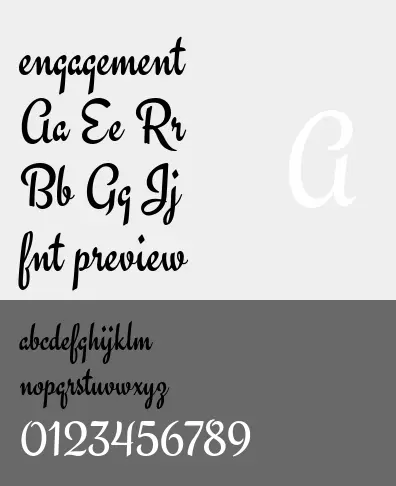 engagement
Aa Ee Rr
A
Bb Gg Jj
fnt preview
abcdefghijklm
nopqrstuvwxyz
0123456789